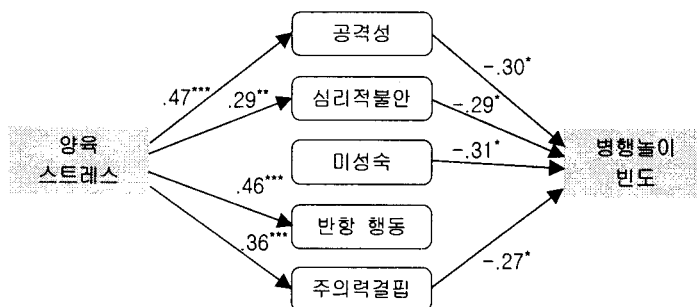 공격성
-.30*
.47***
.29**
심리적불안
-.29*
양육
스트레스
미성숙
-.31*
병행놀이
빈도
.46***
반항 행동
.36***
주의력결핍
-.27*